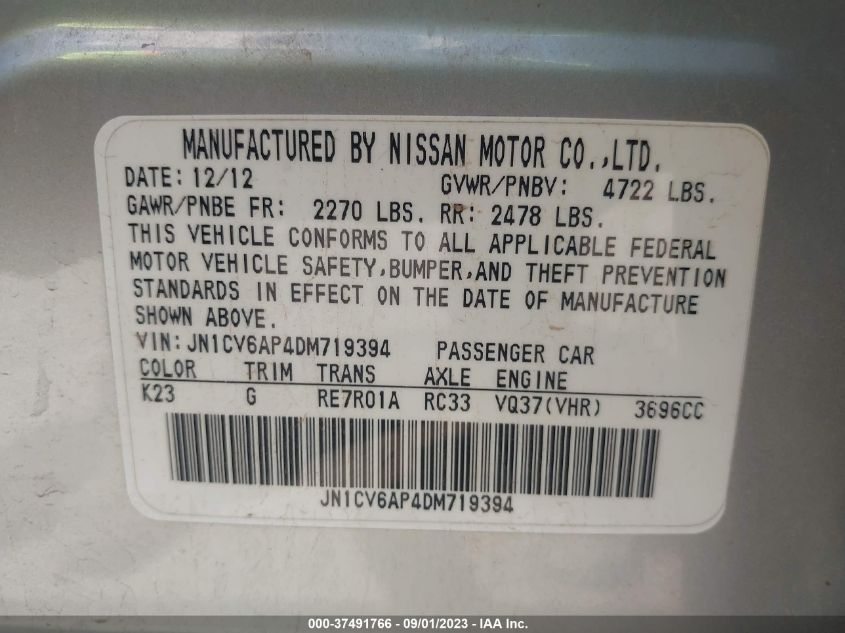 MANUFACTURED BY NISSAN MOTOR CO.,LTD.
DATE: 12/12 GVWR/PNBV: 4722 LBS.
GAWR/PNBE FR: 2270 LBS. RR: 2478 LBS.
THIS VEHICLE CONFORMS TO ALL APPLICABLE FEDERAL
MOTOR VEHICLE SAFETY,BUMPER,AND THEFT PREVENTION
STANDARDS IN EFFECT ON THE DATE OF MANUFACTURE
SHOWN ABOVE.
VIN:JN1CV6AP4DM719394 PASSENGER CAR
COLOR TRIM TRANS AXLE ENGINE
K23 G RE7R01A RC33 VQ37(VHR) 3696CC
JN1CV6AP4DM719394
000-37491766 - 09/01/2023 - IAA Inc.